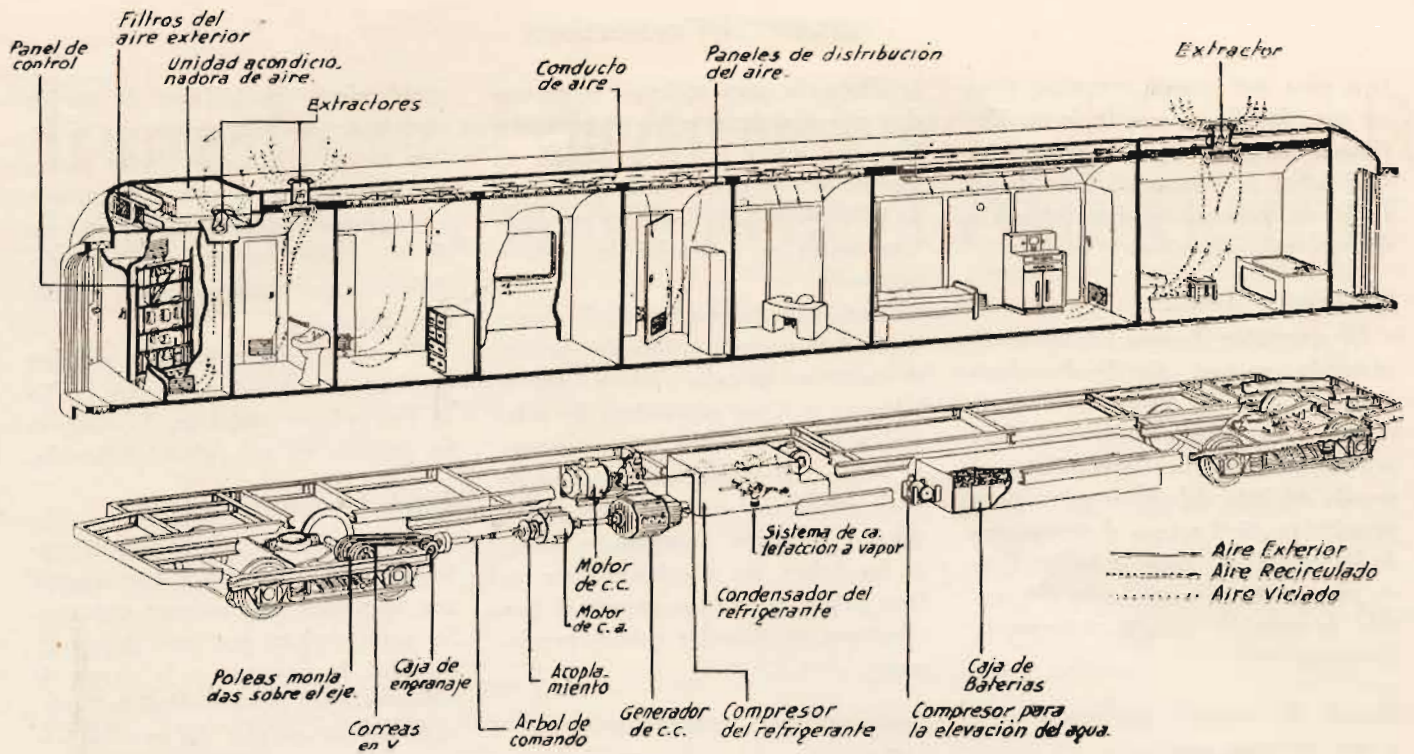 Filtros del
aire exterior
Panel de
control
Unidad acondicio_
nadora de aire.
Extractores
Conducto
de aire
Paneles de distribución
del aire.
Extractor
Sistema de ca_
lefacción a vapor
Aire Exterior
Aire Recirculado
Aire Viciado
Motor
de c.c.
Condensador del
refrigerante
Motor
de c.a.
Poleas monta
das sobre el eje.
Caja de
engranaje
Acopla-
miento
Caja de
Baterias
Correas
en V
Arbol de
comando
Generador
de c.c.
Compresor
del refrigerante
Compresor para
la elevación del agua.